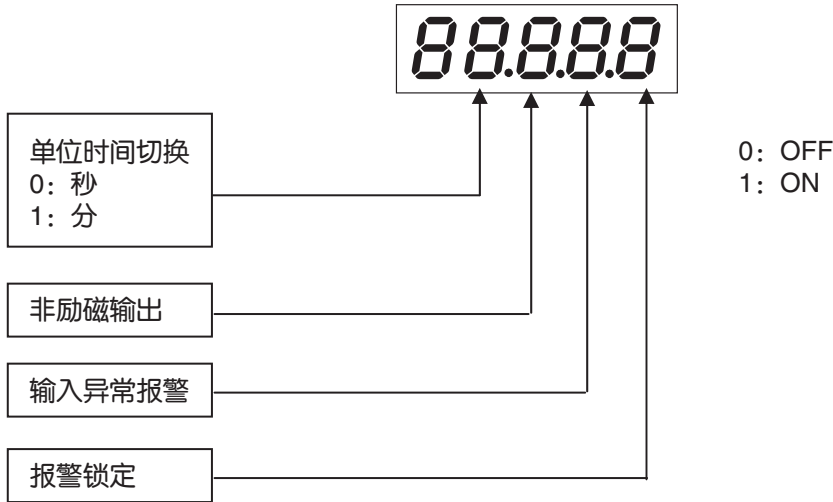 88.8.8.8
单位时间切换
0：秒
1：分
0：OFF
1：ON
非励磁输出
输入异常报警
报警锁定